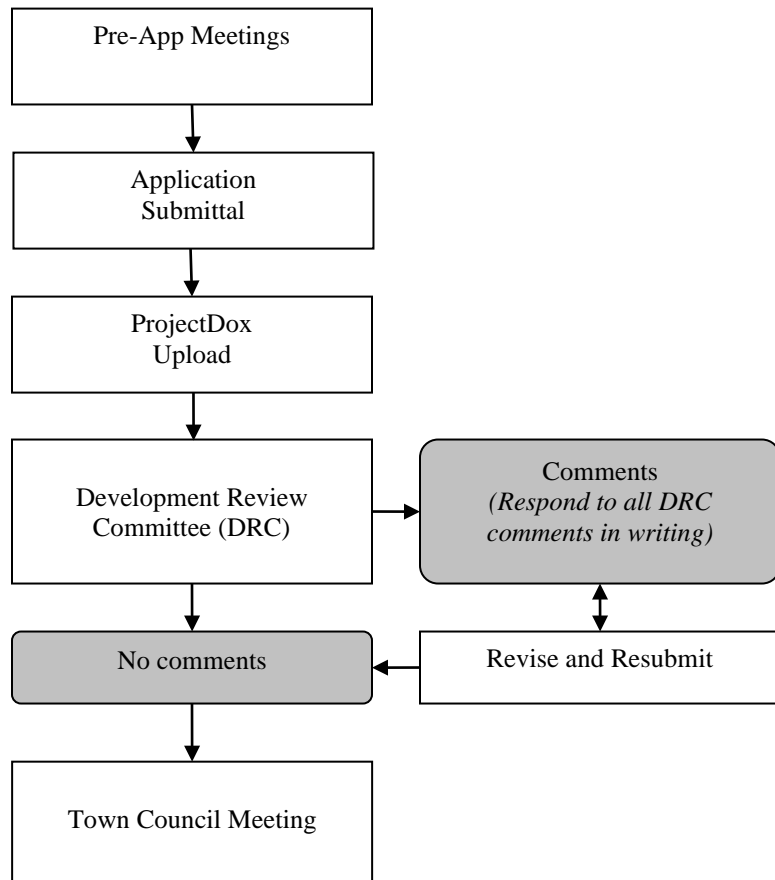 Pre-App Meetings
Application
Submittal
ProjectDox
Upload
Development Review
Committee (DRC)
Comments
(Respond to all DRC
comments in writing)
No comments
Revise and Resubmit
Town Council Meeting